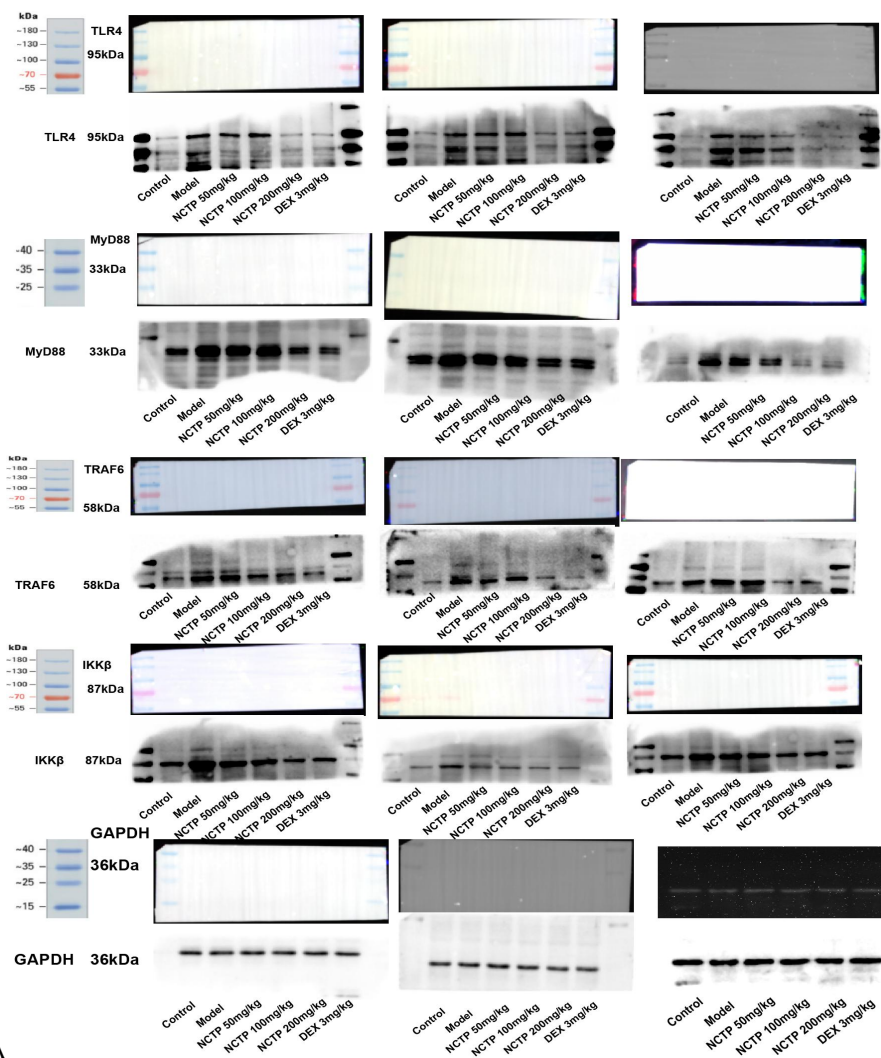 kDa
~180
~130
~100
~70
~55
TLR4
95kDa
TLR4 95kDa
Control Model NCTP 50mg/kg NCTP 100mg/kg NCTP 200mg/kg DEX 3mg/kg
Control Model NCTP 50mg/kg NCTP 100mg/kg NCTP 200mg/kg DEX 3mg/kg
Control Model NCTP 50mg/kg NCTP 100mg/kg NCTP 200mg/kg DEX 3mg/kg
~40
~35
~25
MyD88
33kDa
MyD88 33kDa
Control Model NCTP 50mg/kg NCTP 100mg/kg NCTP 200mg/kg DEX 3mg/kg
Control Model NCTP 50mg/kg NCTP 100mg/kg NCTP 200mg/kg DEX 3mg/kg
Control Model NCTP 50mg/kg NCTP 100mg/kg NCTP 200mg/kg DEX 3mg/kg
kDa
~180
~130
~100
~70
~55
TRAF6
58kDa
TRAF6 58kDa
Control Model NCTP 50mg/kg NCTP 100mg/kg NCTP 200mg/kg DEX 3mg/kg
Control Model NCTP 50mg/kg NCTP 100mg/kg NCTP 200mg/kg DEX 3mg/kg
Control Model NCTP 50mg/kg NCTP 100mg/kg NCTP 200mg/kg DEX 3mg/kg
kDa
~180
~130
~100
~70
~55
IKKβ
87kDa
IKKβ 87kDa
Control Model NCTP 50mg/kg NCTP 100mg/kg NCTP 200mg/kg DEX 3mg/kg
Control Model NCTP 50mg/kg NCTP 100mg/kg NCTP 200mg/kg DEX 3mg/kg
Control Model NCTP 50mg/kg NCTP 100mg/kg NCTP 200mg/kg DEX 3mg/kg
~40
~35
~25
~15
GAPDH
36kDa
GAPDH 36kDa
Control Model NCTP 50mg/kg NCTP 100mg/kg NCTP 200mg/kg DEX 3mg/kg
Control Model NCTP 50mg/kg NCTP 100mg/kg NCTP 200mg/kg DEX 3mg/kg
Control Model NCTP 50mg/kg NCTP 100mg/kg NCTP 200mg/kg DEX 3mg/kg